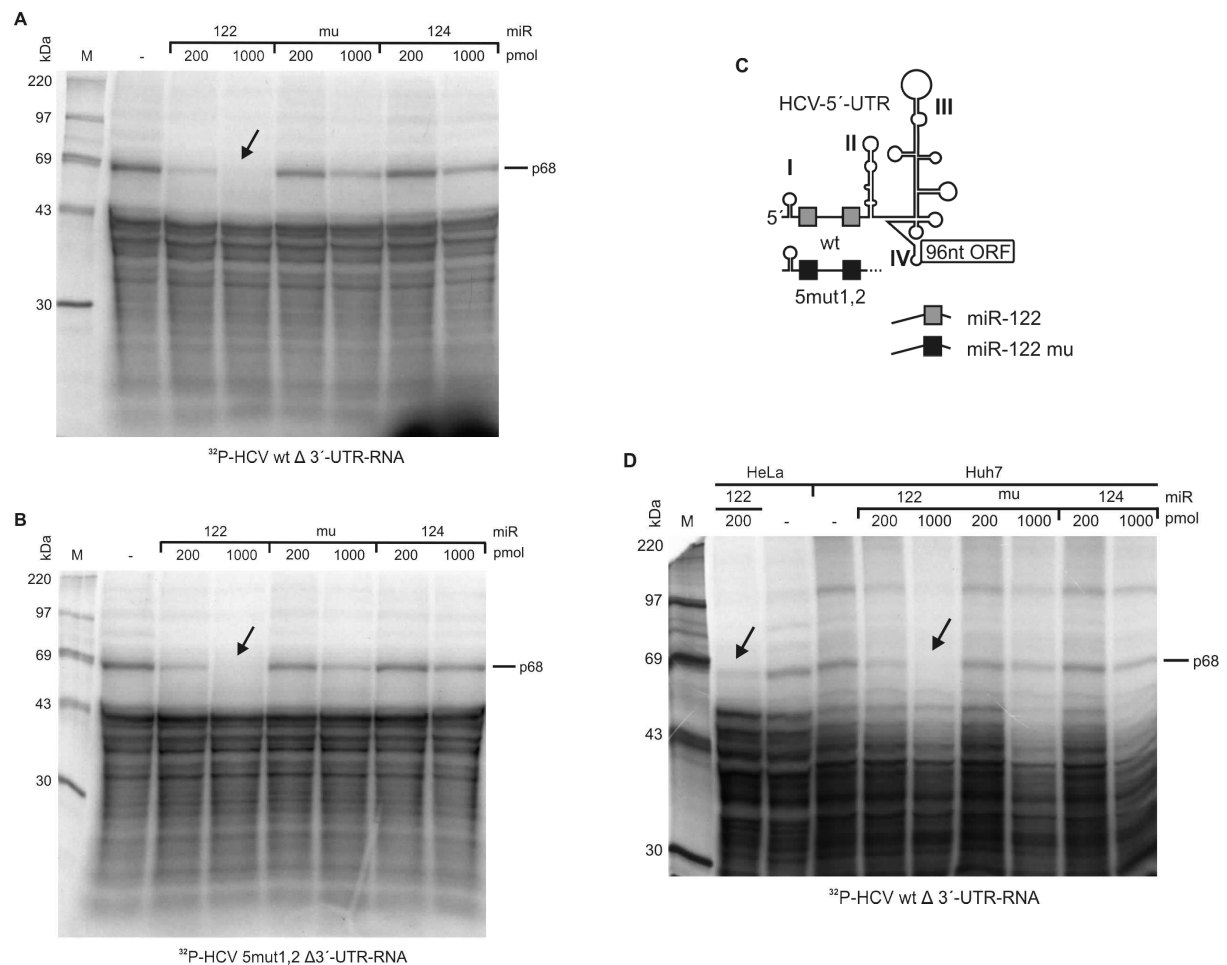 A
122 mu 124 miR
kDa M - 200 1000 200 1000 200 1000 pmol
220
97
69
p68
43
30
³²P-HCV wt Δ 3´-UTR-RNA
B
122 mu 124 miR
kDa M - 200 1000 200 1000 200 1000 pmol
220
97
69
p68
43
30
³²P-HCV 5mut1,2 Δ3´-UTR-RNA
C
HCV-5´-UTR
III
II
I
5´
wt
IV 96nt ORF
5mut1,2
miR-122
miR-122 mu
D
HeLa Huh7
122 122 mu 124 miR
kDa M 200 - - 200 1000 200 1000 200 1000 pmol
220
97
69
p68
43
30
³²P-HCV wt Δ 3´-UTR-RNA